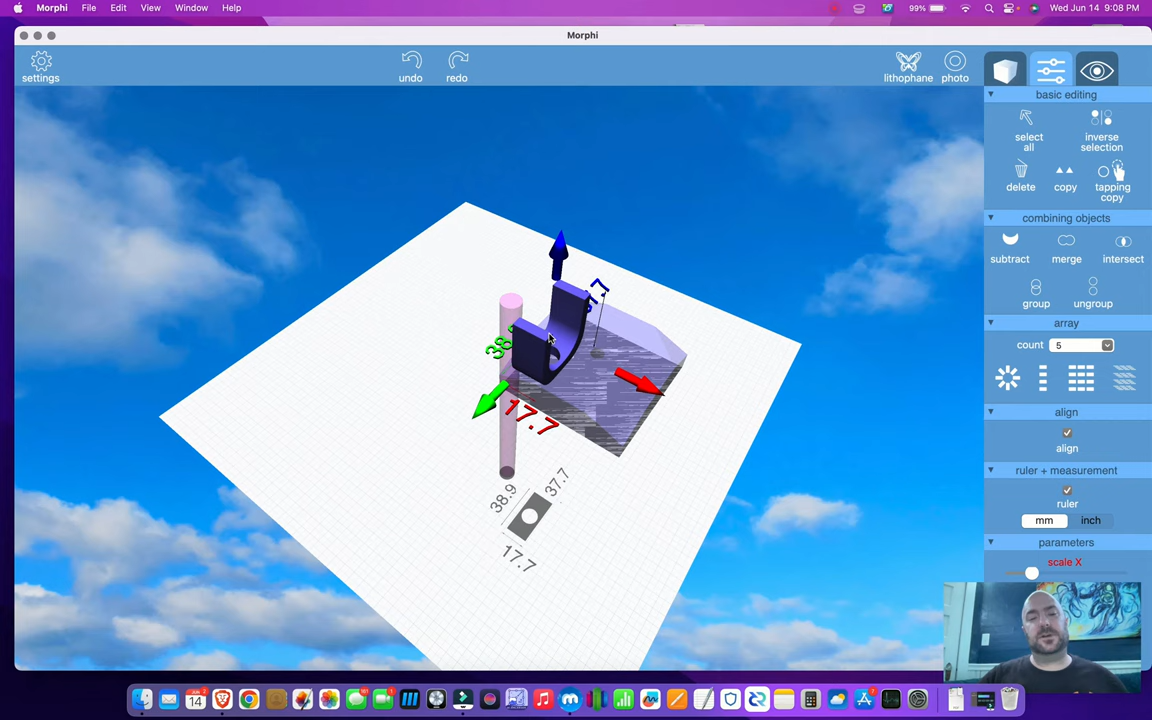 Morphi File Edit View Window Help
99% Wed Jun 14 9:08 PM
Morphi
settings
undo redo
lithophane photo
basic editing
select all
inverse selection
delete copy tapping copy
combining objects
subtract merge intersect
group ungroup
array
count 5
align
align
ruler + measurement
ruler
mm inch
parameters
scale X
17.7
38.9
37.7
17.7
JUN
14